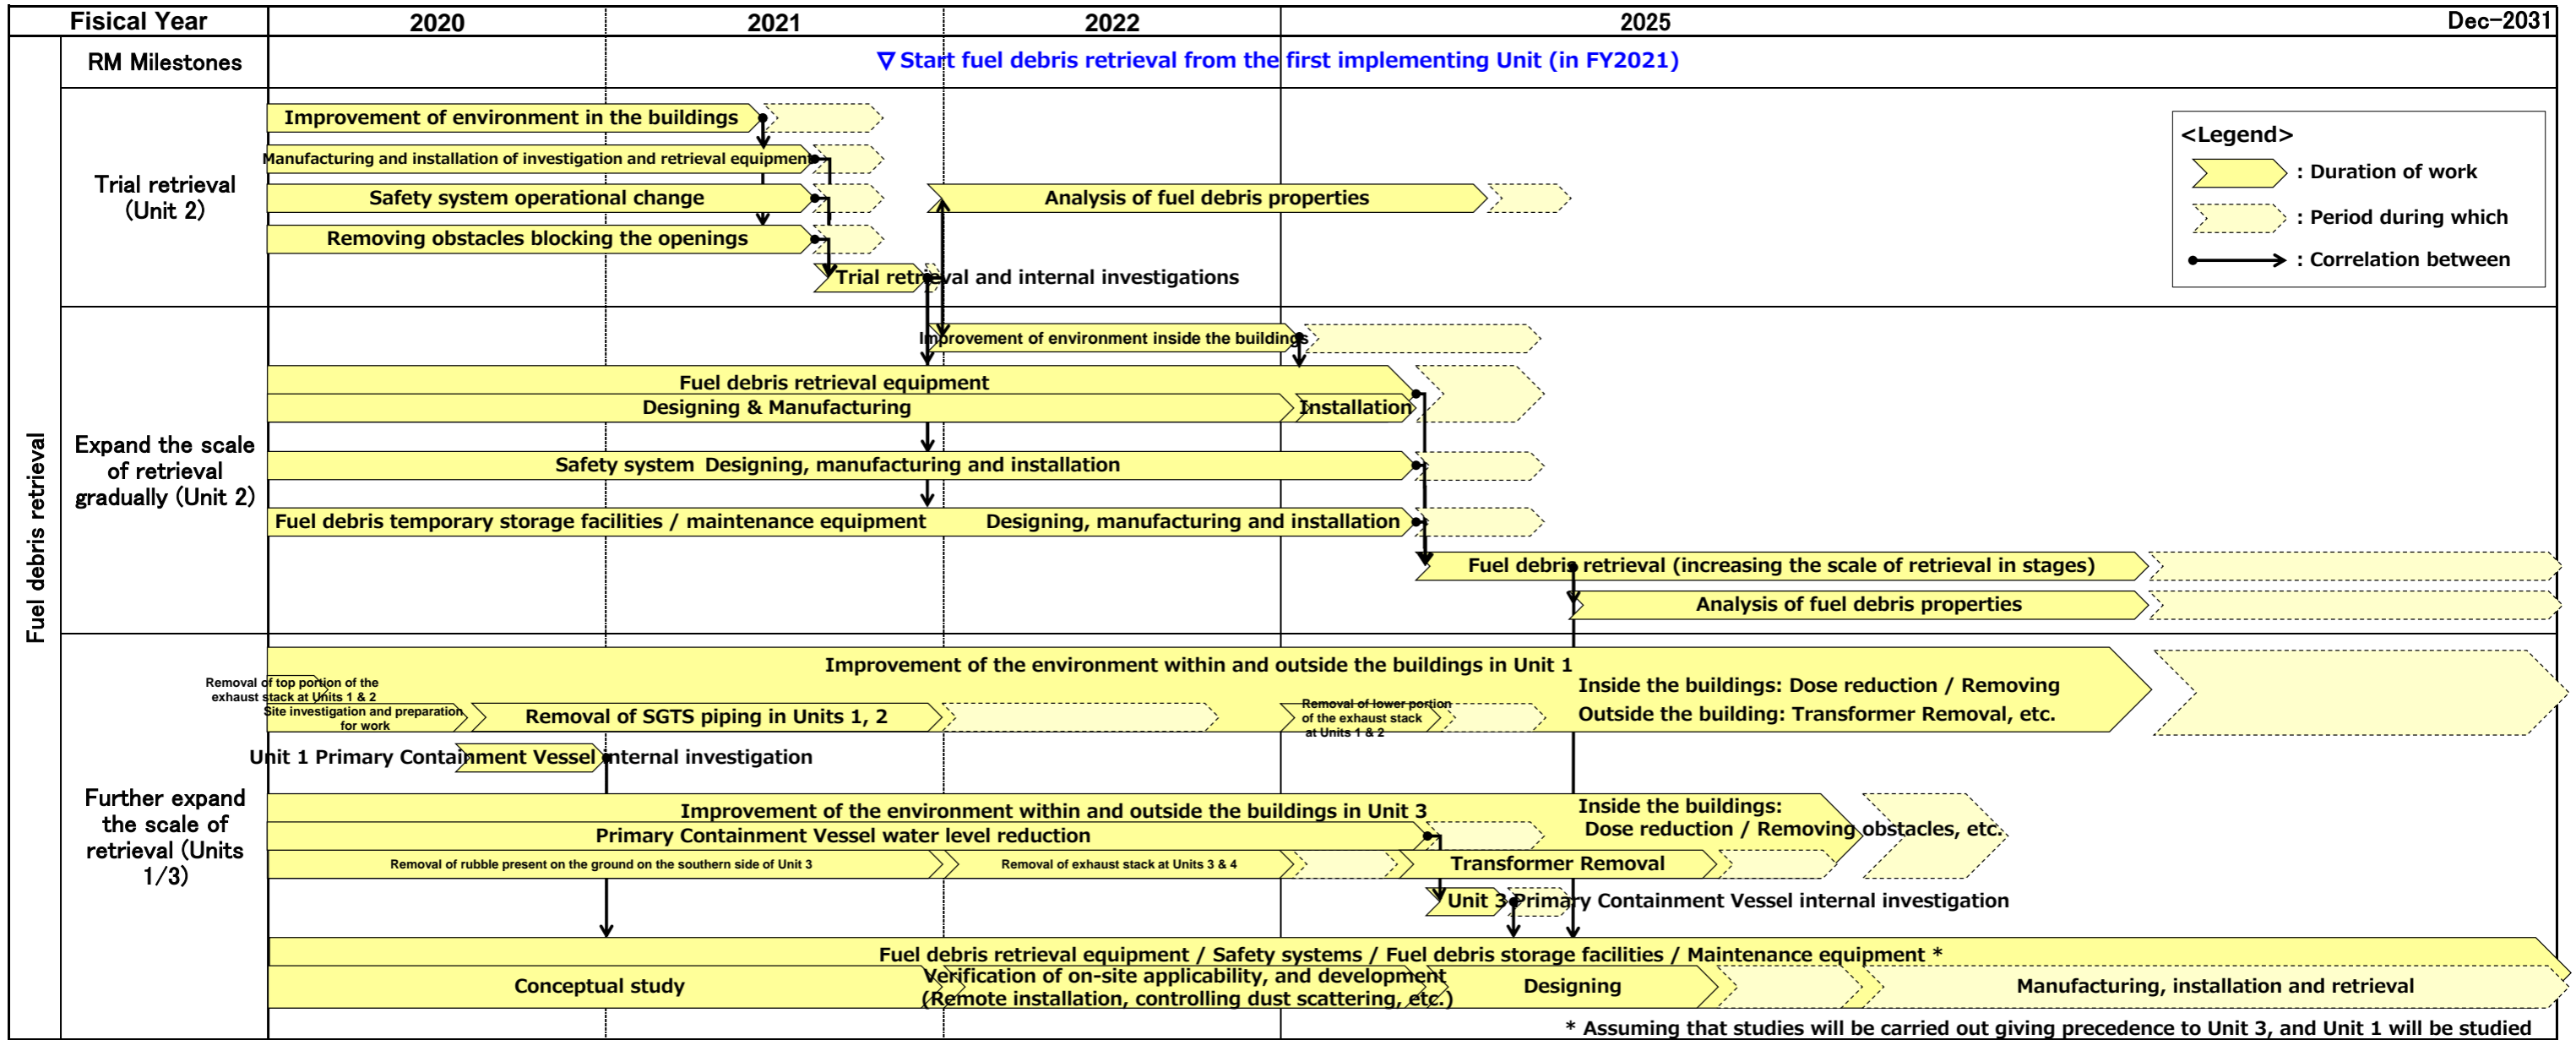 Fisical Year
2020
2021
2022
2025
Dec-2031
RM Milestones
∇ Start fuel debris retrieval from the first implementing Unit (in FY2021)
Fuel debris retrieval
Trial retrieval
(Unit 2)
Improvement of environment in the buildings
Manufacturing and installation of investigation and retrieval equipment
Safety system operational change
Analysis of fuel debris properties
Removing obstacles blocking the openings
Trial retrieval and internal investigations
<Legend>
: Duration of work
: Period during which
: Correlation between
Expand the scale
of retrieval
gradually (Unit 2)
Improvement of environment inside the buildings
Fuel debris retrieval equipment
Designing & Manufacturing
Installation
Safety system Designing, manufacturing and installation
Fuel debris temporary storage facilities / maintenance equipment
Designing, manufacturing and installation
Fuel debris retrieval (increasing the scale of retrieval in stages)
Analysis of fuel debris properties
Further expand
the scale of
retrieval (Units
1/3)
Improvement of the environment within and outside the buildings in Unit 1
Removal of top portion of the
exhaust stack at Units 1 & 2
Inside the buildings: Dose reduction / Removing
Outside the building: Transformer Removal, etc.
Site investigation and preparation
for work
Removal of SGTS piping in Units 1, 2
Removal of lower portion
of the exhaust stack
at Units 1 & 2
Unit 1 Primary Containment Vessel internal investigation
Improvement of the environment within and outside the buildings in Unit 3
Inside the buildings:
Dose reduction / Removing obstacles, etc.
Primary Containment Vessel water level reduction
Removal of rubble present on the ground on the southern side of Unit 3
Removal of exhaust stack at Units 3 & 4
Transformer Removal
Unit 3 Primary Containment Vessel internal investigation
Fuel debris retrieval equipment / Safety systems / Fuel debris storage facilities / Maintenance equipment *
Conceptual study
Verification of on-site applicability, and development
(Remote installation, controlling dust scattering, etc.)
Designing
Manufacturing, installation and retrieval
* Assuming that studies will be carried out giving precedence to Unit 3, and Unit 1 will be studied